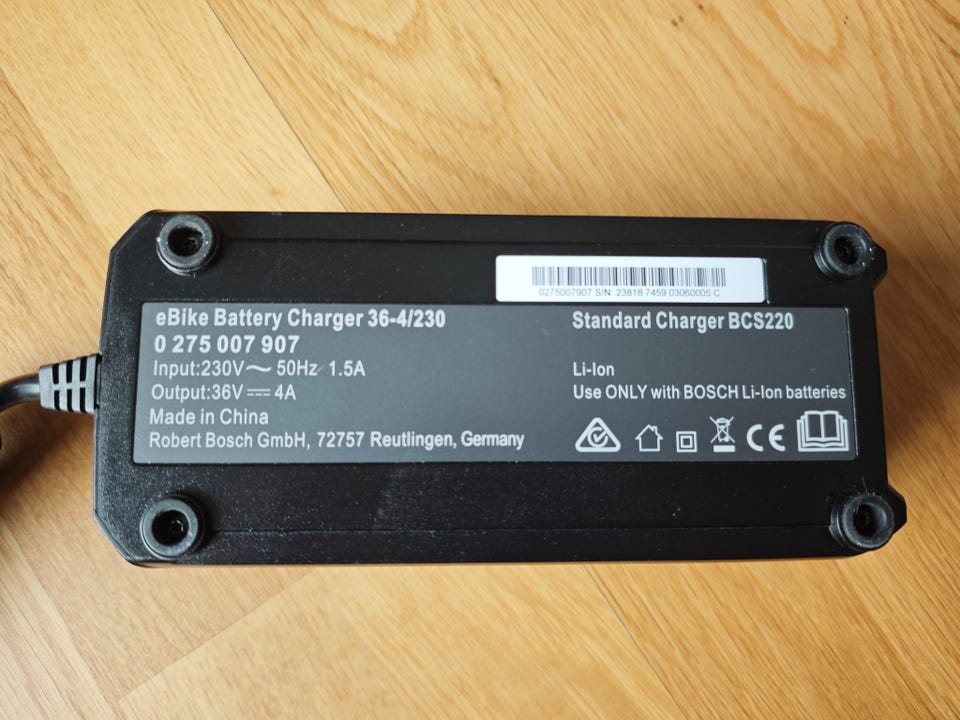 0275007907 S/N 23818 7459 03060005 C
eBike Battery Charger 36-4/230
0 275 007 907
Input:230V～ 50Hz 1.5A
Output:36V⎓ 4A
Made in China
Robert Bosch GmbH, 72757 Reutlingen, Germany
Standard Charger BCS220
Li-Ion
Use ONLY with BOSCH Li-Ion batteries
CE